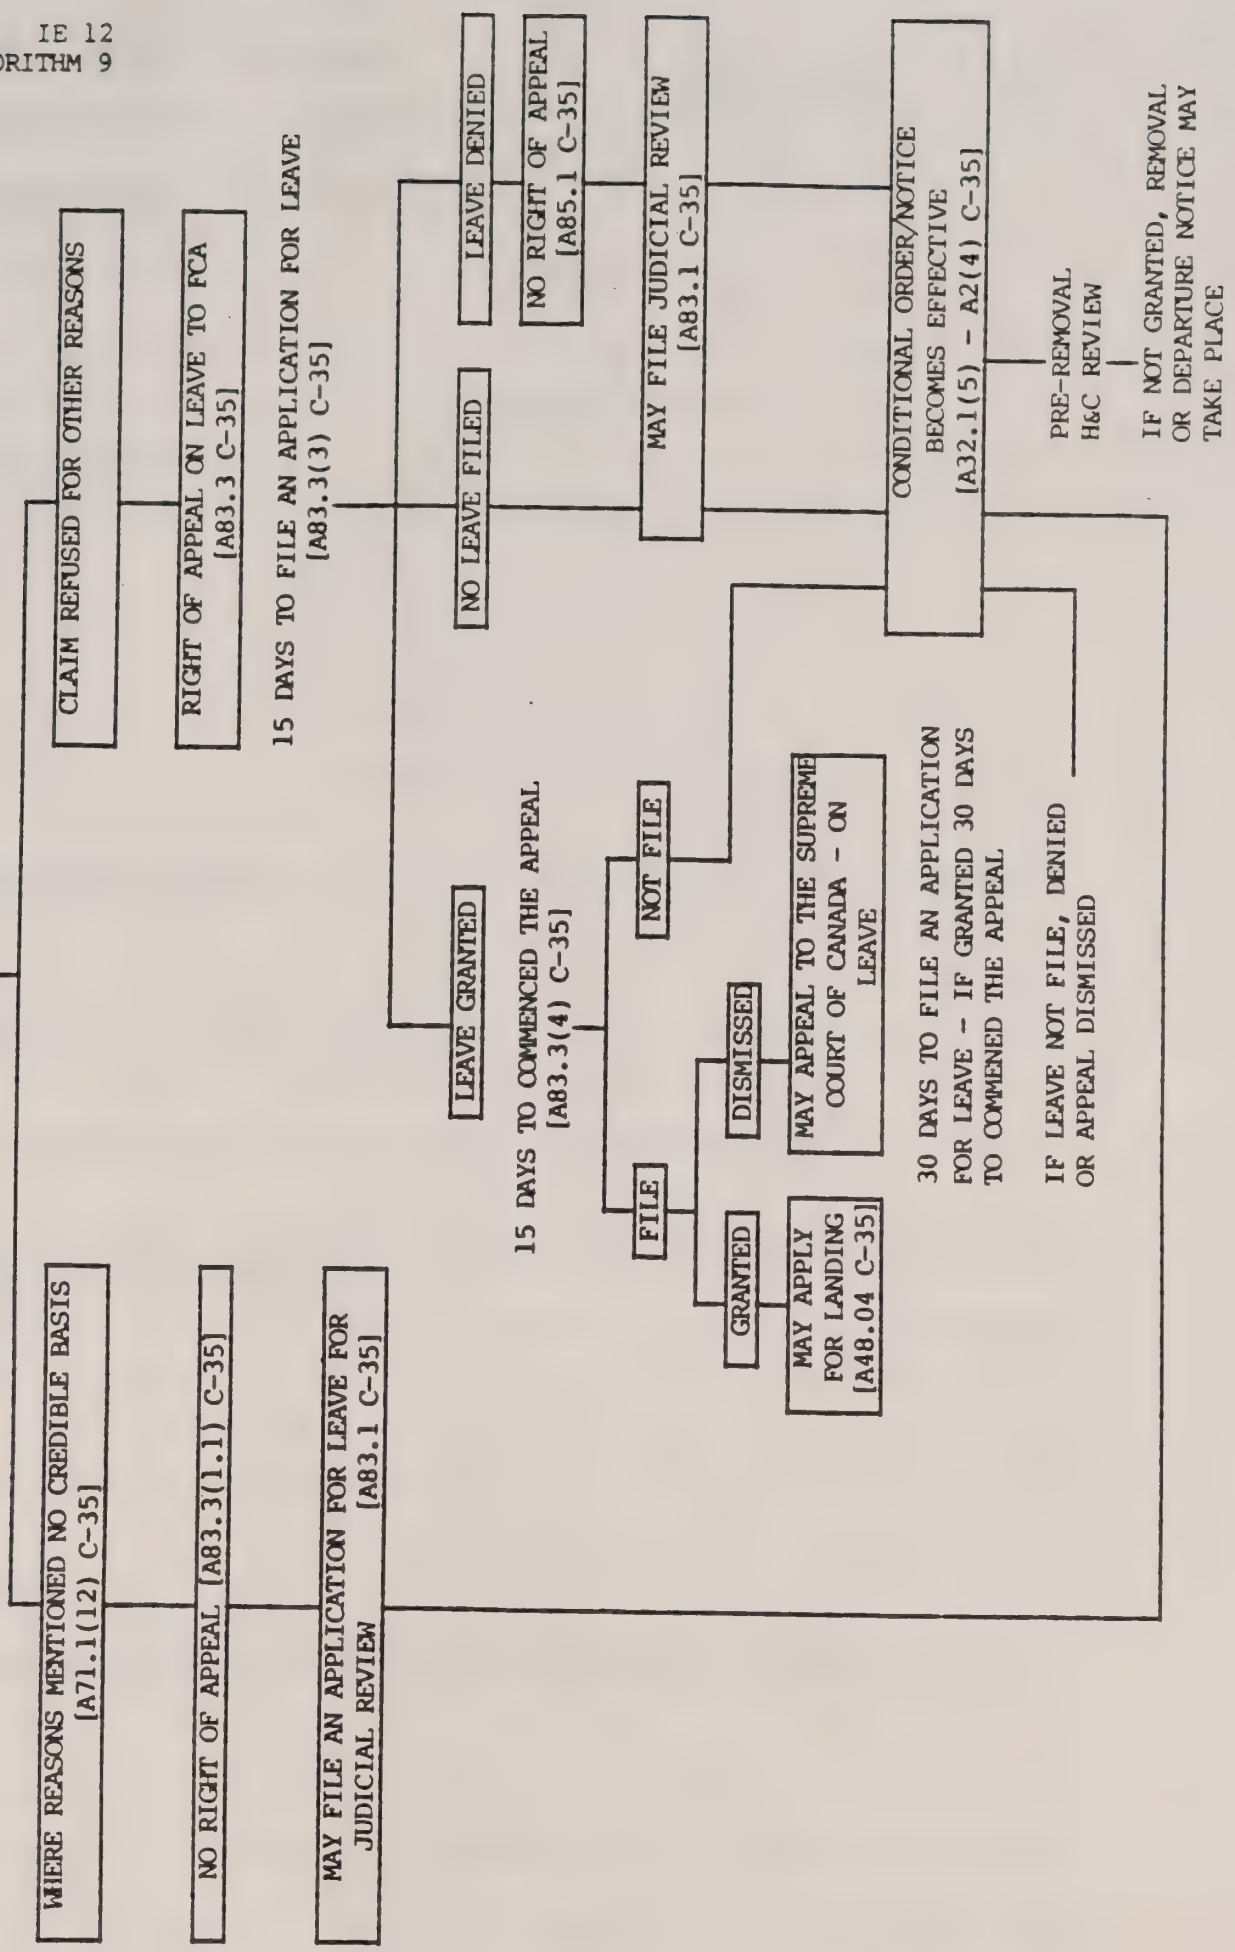 IE 12
ORITHM 9
WHERE REASONS MENTIONED NO CREDIBLE BASIS
[A71.1(12) C-35]
NO RIGHT OF APPEAL [A83.3(1.1) C-35]
MAY FILE AN APPLICATION FOR LEAVE FOR
JUDICIAL REVIEW [A83.1 C-35]
CLAIM REFUSED FOR OTHER REASONS
RIGHT OF APPEAL ON LEAVE TO FCA
[A83.3 C-35]
15 DAYS TO FILE AN APPLICATION FOR LEAVE
[A83.3(3) C-35]
LEAVE GRANTED
NO LEAVE FILED
LEAVE DENIED
15 DAYS TO COMMENCED THE APPEAL
[A83.3(4) C-35]
NO RIGHT OF APPEAL
[A85.1 C-35]
FILE
NOT FILE
MAY FILE JUDICIAL REVIEW
[A83.1 C-35]
GRANTED
DISMISSED
MAY APPLY
FOR LANDING
[A48.04 C-35]
MAY APPEAL TO THE SUPREME
COURT OF CANADA - ON
LEAVE
30 DAYS TO FILE AN APPLICATION
FOR LEAVE - IF GRANTED 30 DAYS
TO COMMENED THE APPEAL
IF LEAVE NOT FILE, DENIED
OR APPEAL DISMISSED
CONDITIONAL ORDER/NOTICE
BECOMES EFFECTIVE
[A32.1(5) - A2(4) C-35]
PRE-REMOVAL
H&C REVIEW
IF NOT GRANTED, REMOVAL
OR DEPARTURE NOTICE MAY
TAKE PLACE